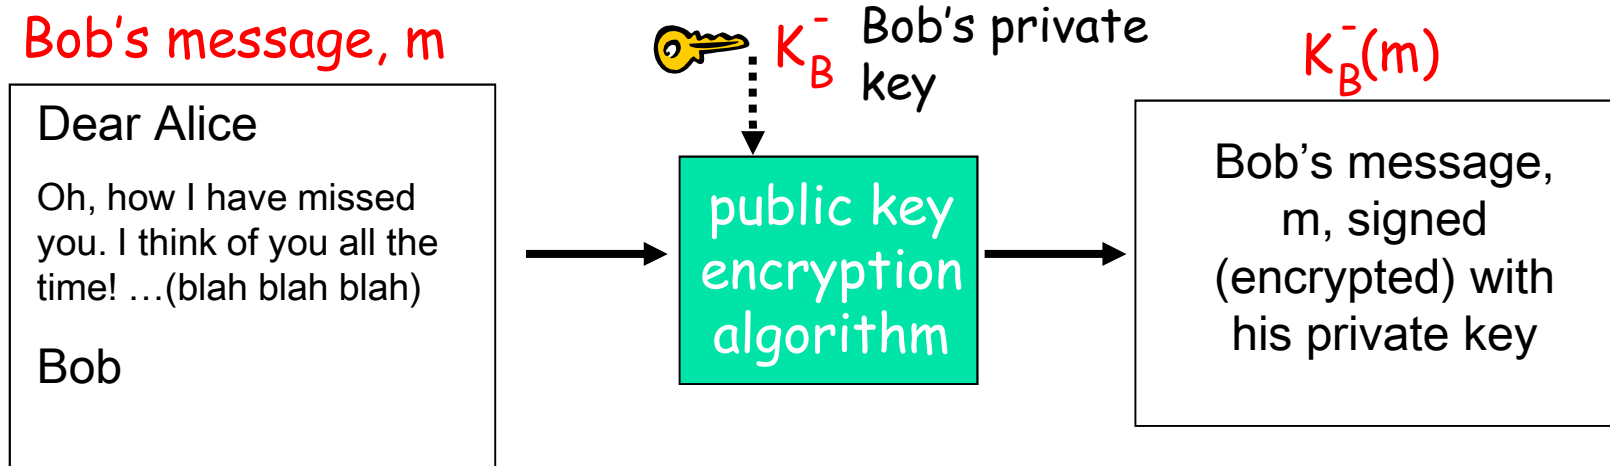 Bob’s message, m
Dear Alice
Oh, how I have missed
you. I think of you all the
time! …(blah blah blah)
Bob
K_B^- Bob’s private
key
public key
encryption
algorithm
K_B^-(m)
Bob’s message,
m, signed
(encrypted) with
his private key